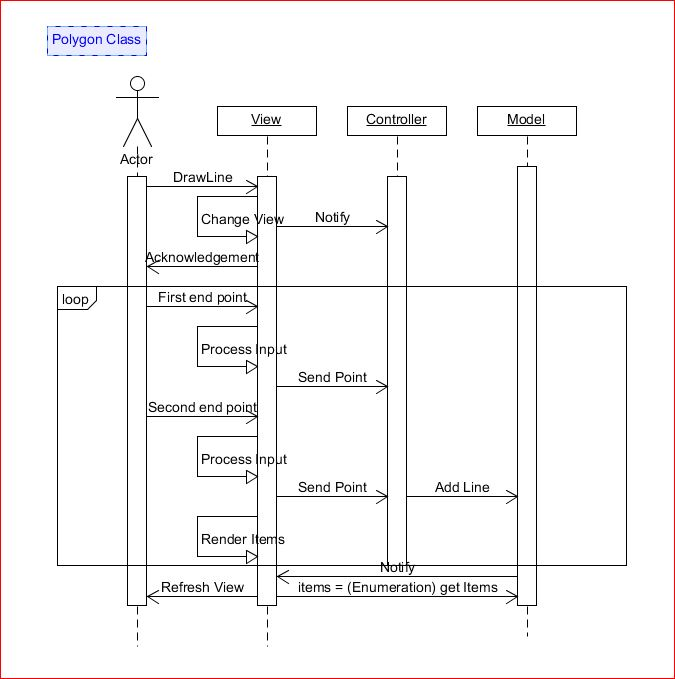 Polygon Class
View
Controller
Model
Actor
DrawLine
Change View
Notify
Acknowledgement
loop
First end point
Process Input
Send Point
Second end point
Process Input
Send Point
Add Line
Render Items
Notify
Refresh View
items = (Enumeration) get Items